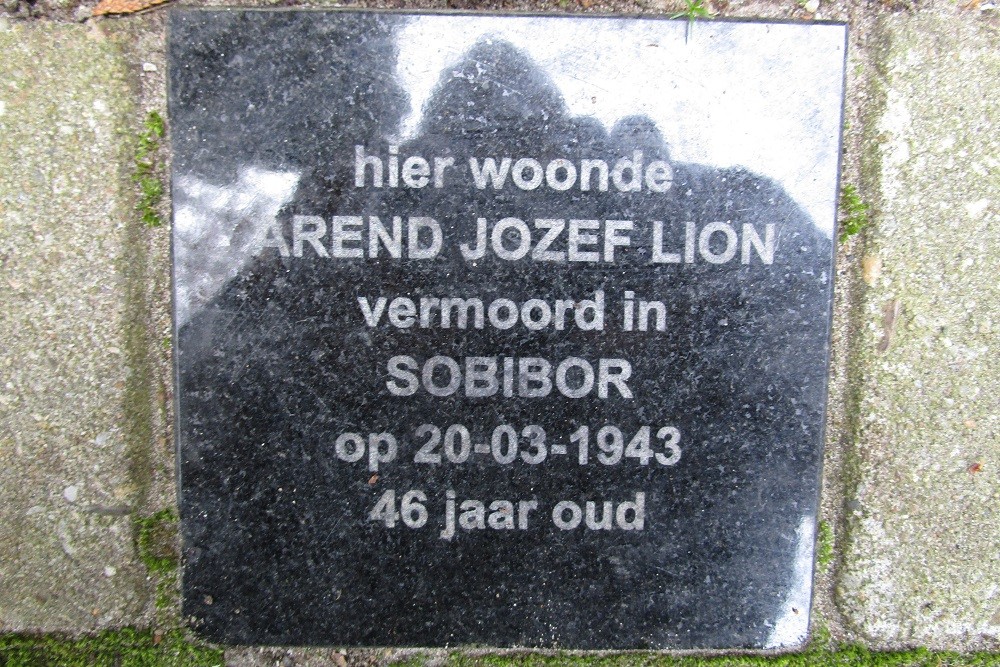 hier woonde
AREND JOZEF LION
vermoord in
SOBIBOR
op 20-03-1943
46 jaar oud